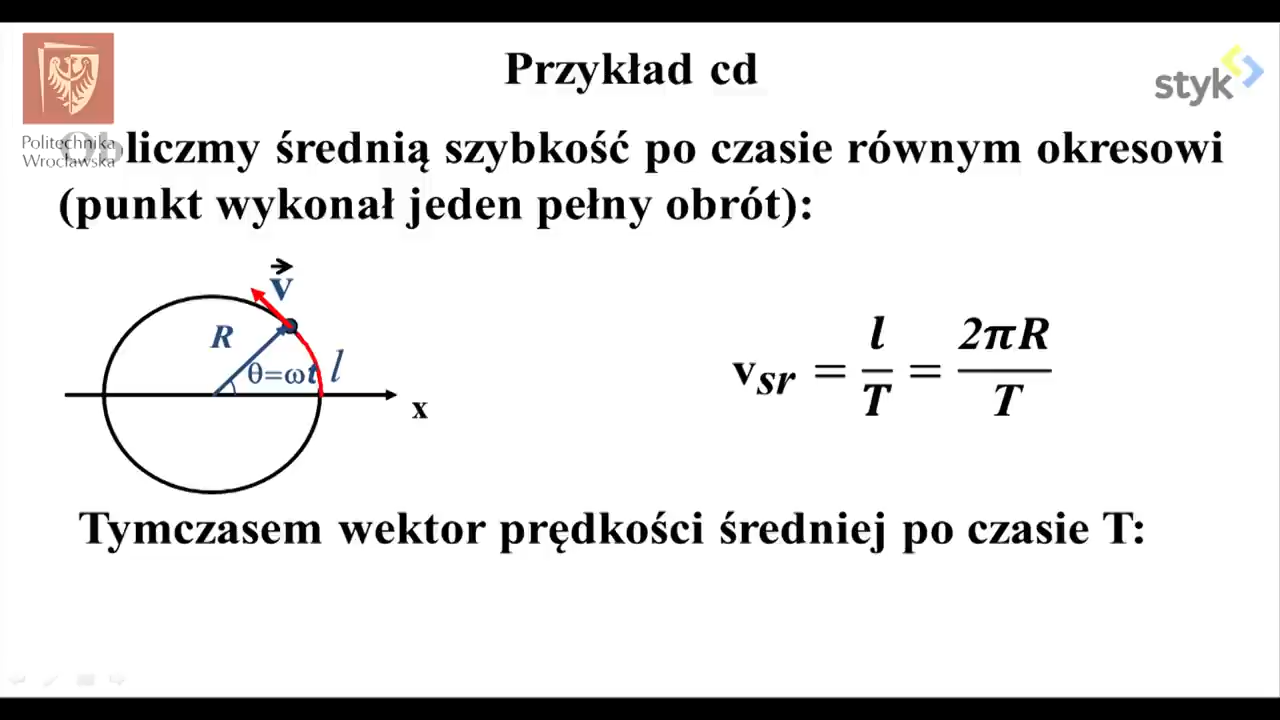 Przykład cd
styk
Politechnika
Wrocławska
Obliczmy średnią szybkość po czasie równym okresowi
(punkt wykonał jeden pełny obrót):
v⃗
R
θ=ωt
l
x
v_sr = l/T = 2πR/T
Tymczasem wektor prędkości średniej po czasie T: